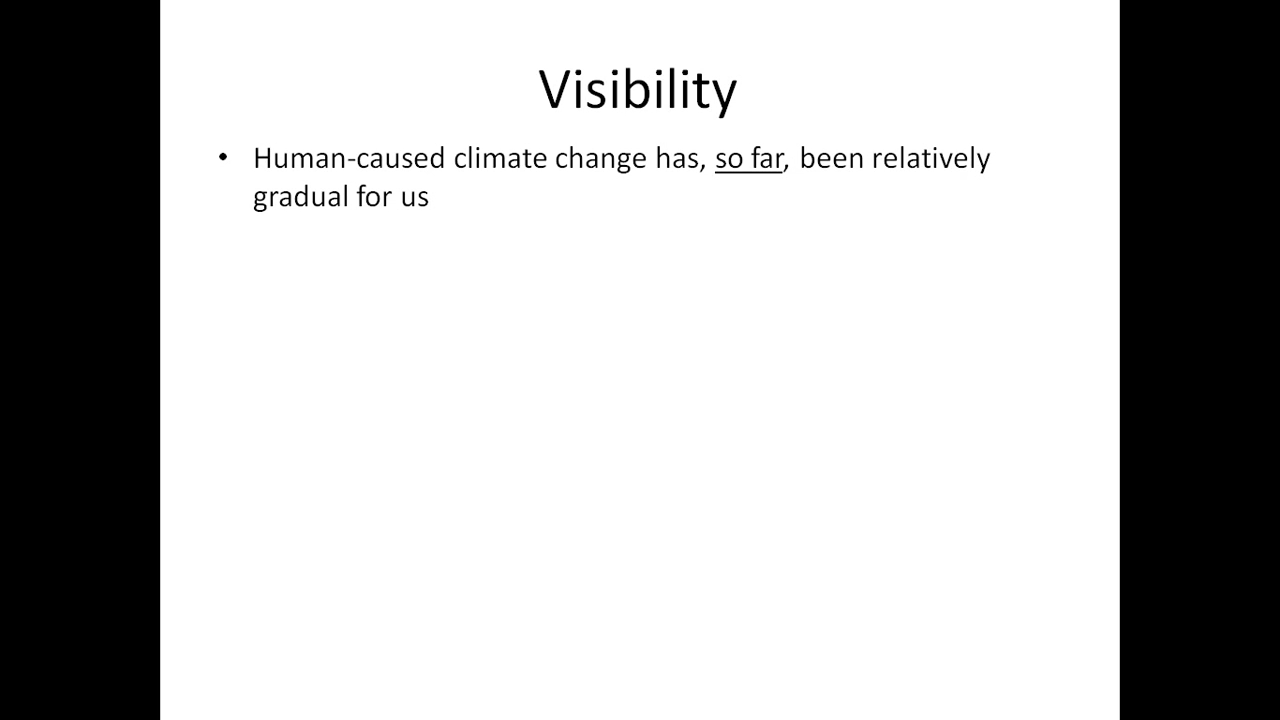 Visibility
• Human-caused climate change has, so far, been relatively
gradual for us